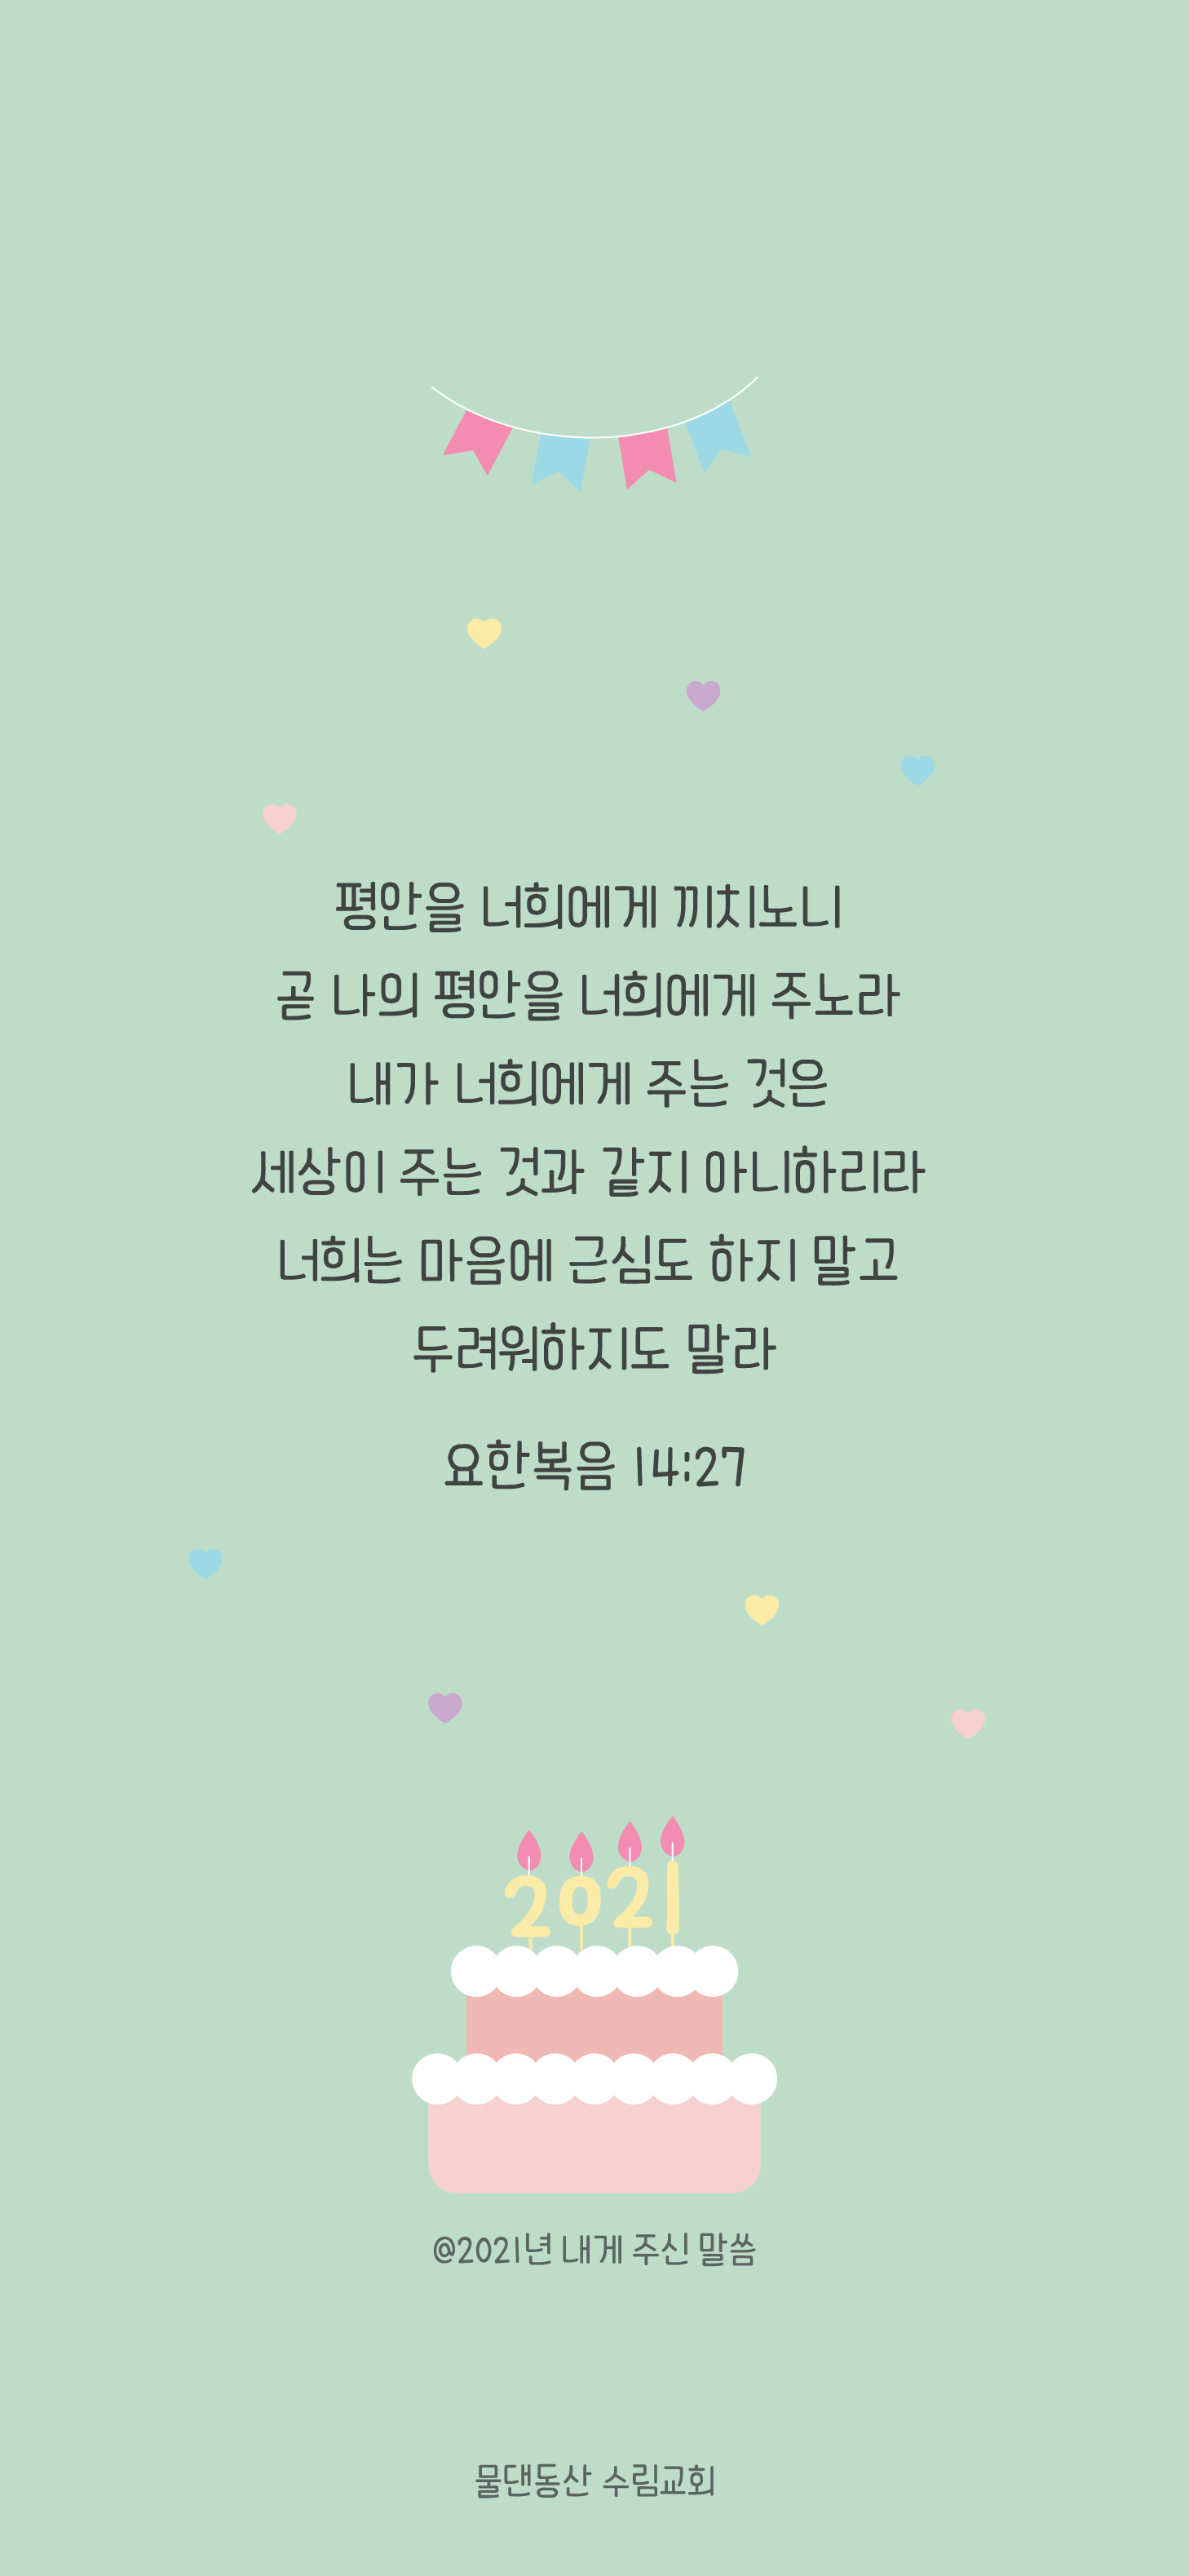 평안을 너희에게 끼치노니
곧 나의 평안을 너희에게 주노라
내가 너희에게 주는 것은
세상이 주는 것과 같지 아니하리라
너희는 마음에 근심도 하지 말고
두려워하지도 말라
요한복음 14:27
2021
@2021년 내게 주신 말씀
물댄동산 수림교회